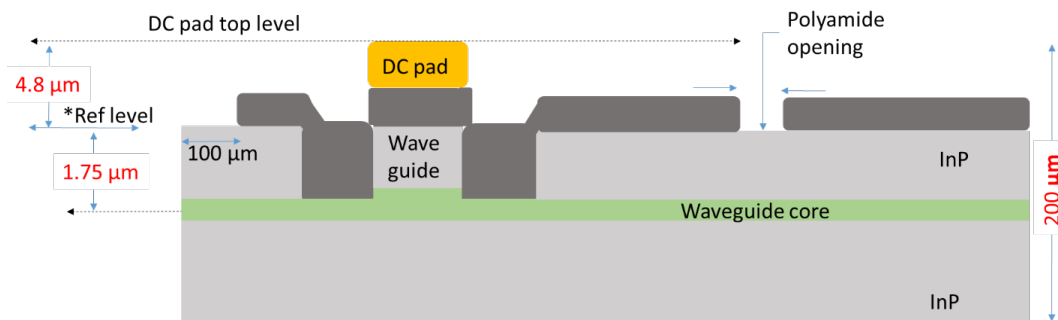 DC pad top level
Polyamide
opening
DC pad
4.8 µm
*Ref level
100 µm
Wave
guide
InP
1.75 µm
200 µm
Waveguide core
InP